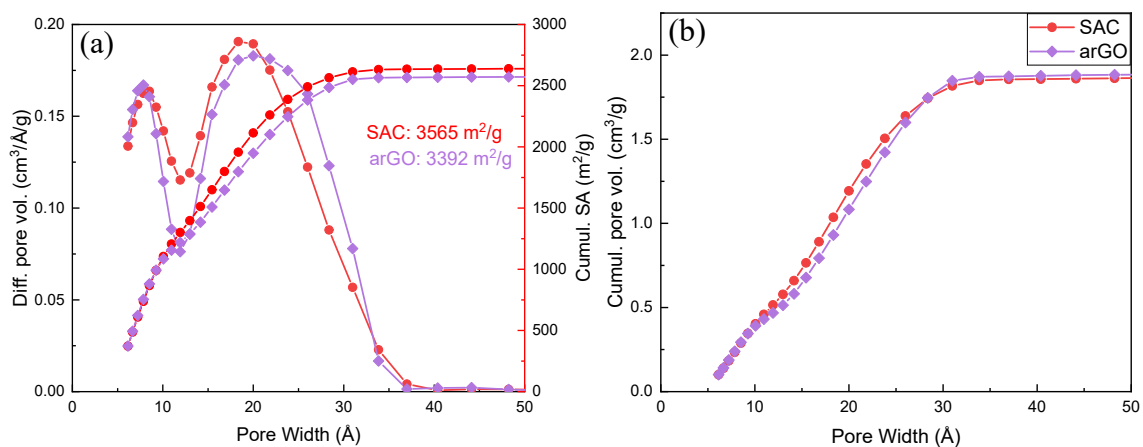 (a)
Diff. pore vol. (cm³/Å/g)
0.20
0.15
0.10
0.05
0.00
0 10 20 30 40 50
Pore Width (Å)
3000
2500
2000
1500
1000
500
0
Cumul. SA (m²/g)
SAC: 3565 m²/g
arGO: 3392 m²/g
(b)
SAC
arGO
Cumul. pore vol. (cm³/g)
2.0
1.5
1.0
0.5
0.0
0 10 20 30 40 50
Pore Width (Å)